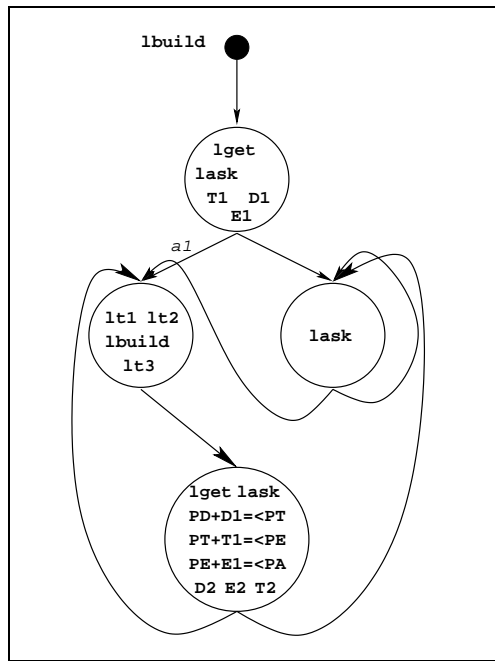 lbuild
lget
lask
T1 D1
E1
a1
lt1 lt2
lbuild
lt3
lask
lget lask
PD+D1=<PT
PT+T1=<PE
PE+E1=<PA
D2 E2 T2